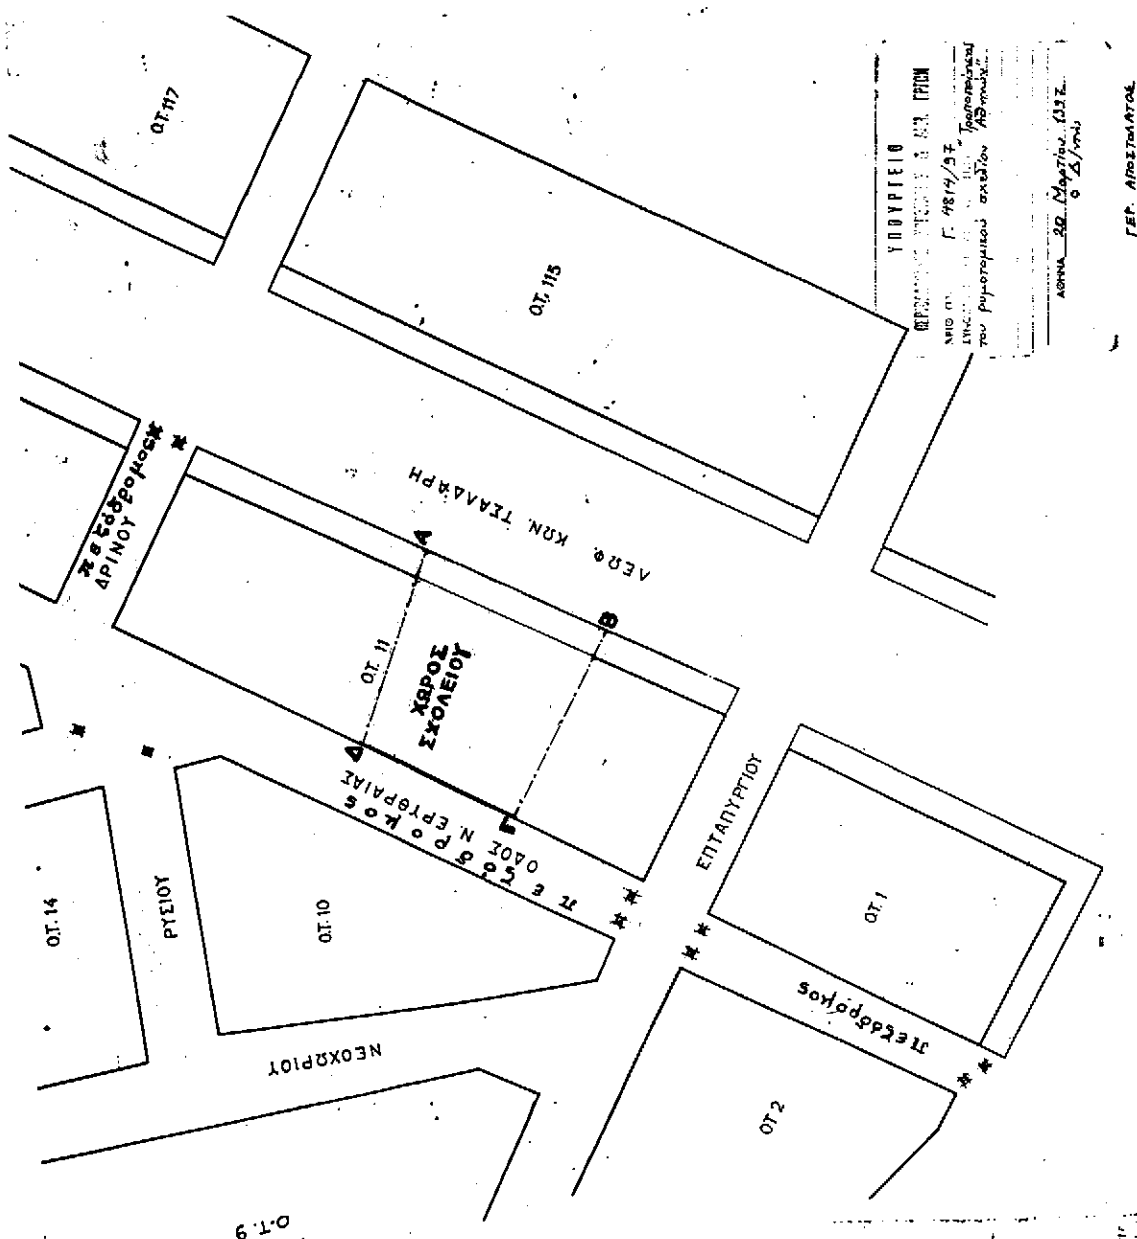 Ο.Τ. 117
Ο.Τ. 115
ΥΠΟΥΡΓΕΙΟ
Γ. 4814/97
Τροποποίηση
του ρυμοτομικού σχεδίου Αθηνών"
ΑΘΗΝΑ 20 Μαρτίου 1997
Ο Δ/ντής
ΓΕΡ. ΑΠΟΣΤΟΛΑΤΟΣ
πεζόδρομος
ΔΡΙΝΟΥ
ΛΕΩΦ. ΚΩΝ. ΤΣΑΛΔΑΡΗ
Α
Β
Ο.Τ. 11
ΧΩΡΟΣ
ΣΧΟΛΕΙΟΥ
Δ
Γ
ΟΔΟΣ Ν. ΕΡΥΘΡΑΙΑΣ
πεζόδρομος
ΕΠΤΑΠΥΡΓΙΟΥ
Ο.Τ. 14
ΡΥΣΙΟΥ
Ο.Τ. 10
Ο.Τ. 1
πεζόδρομος
ΝΕΟΧΩΡΙΟΥ
Ο.Τ. 2
Ο.Τ. 9